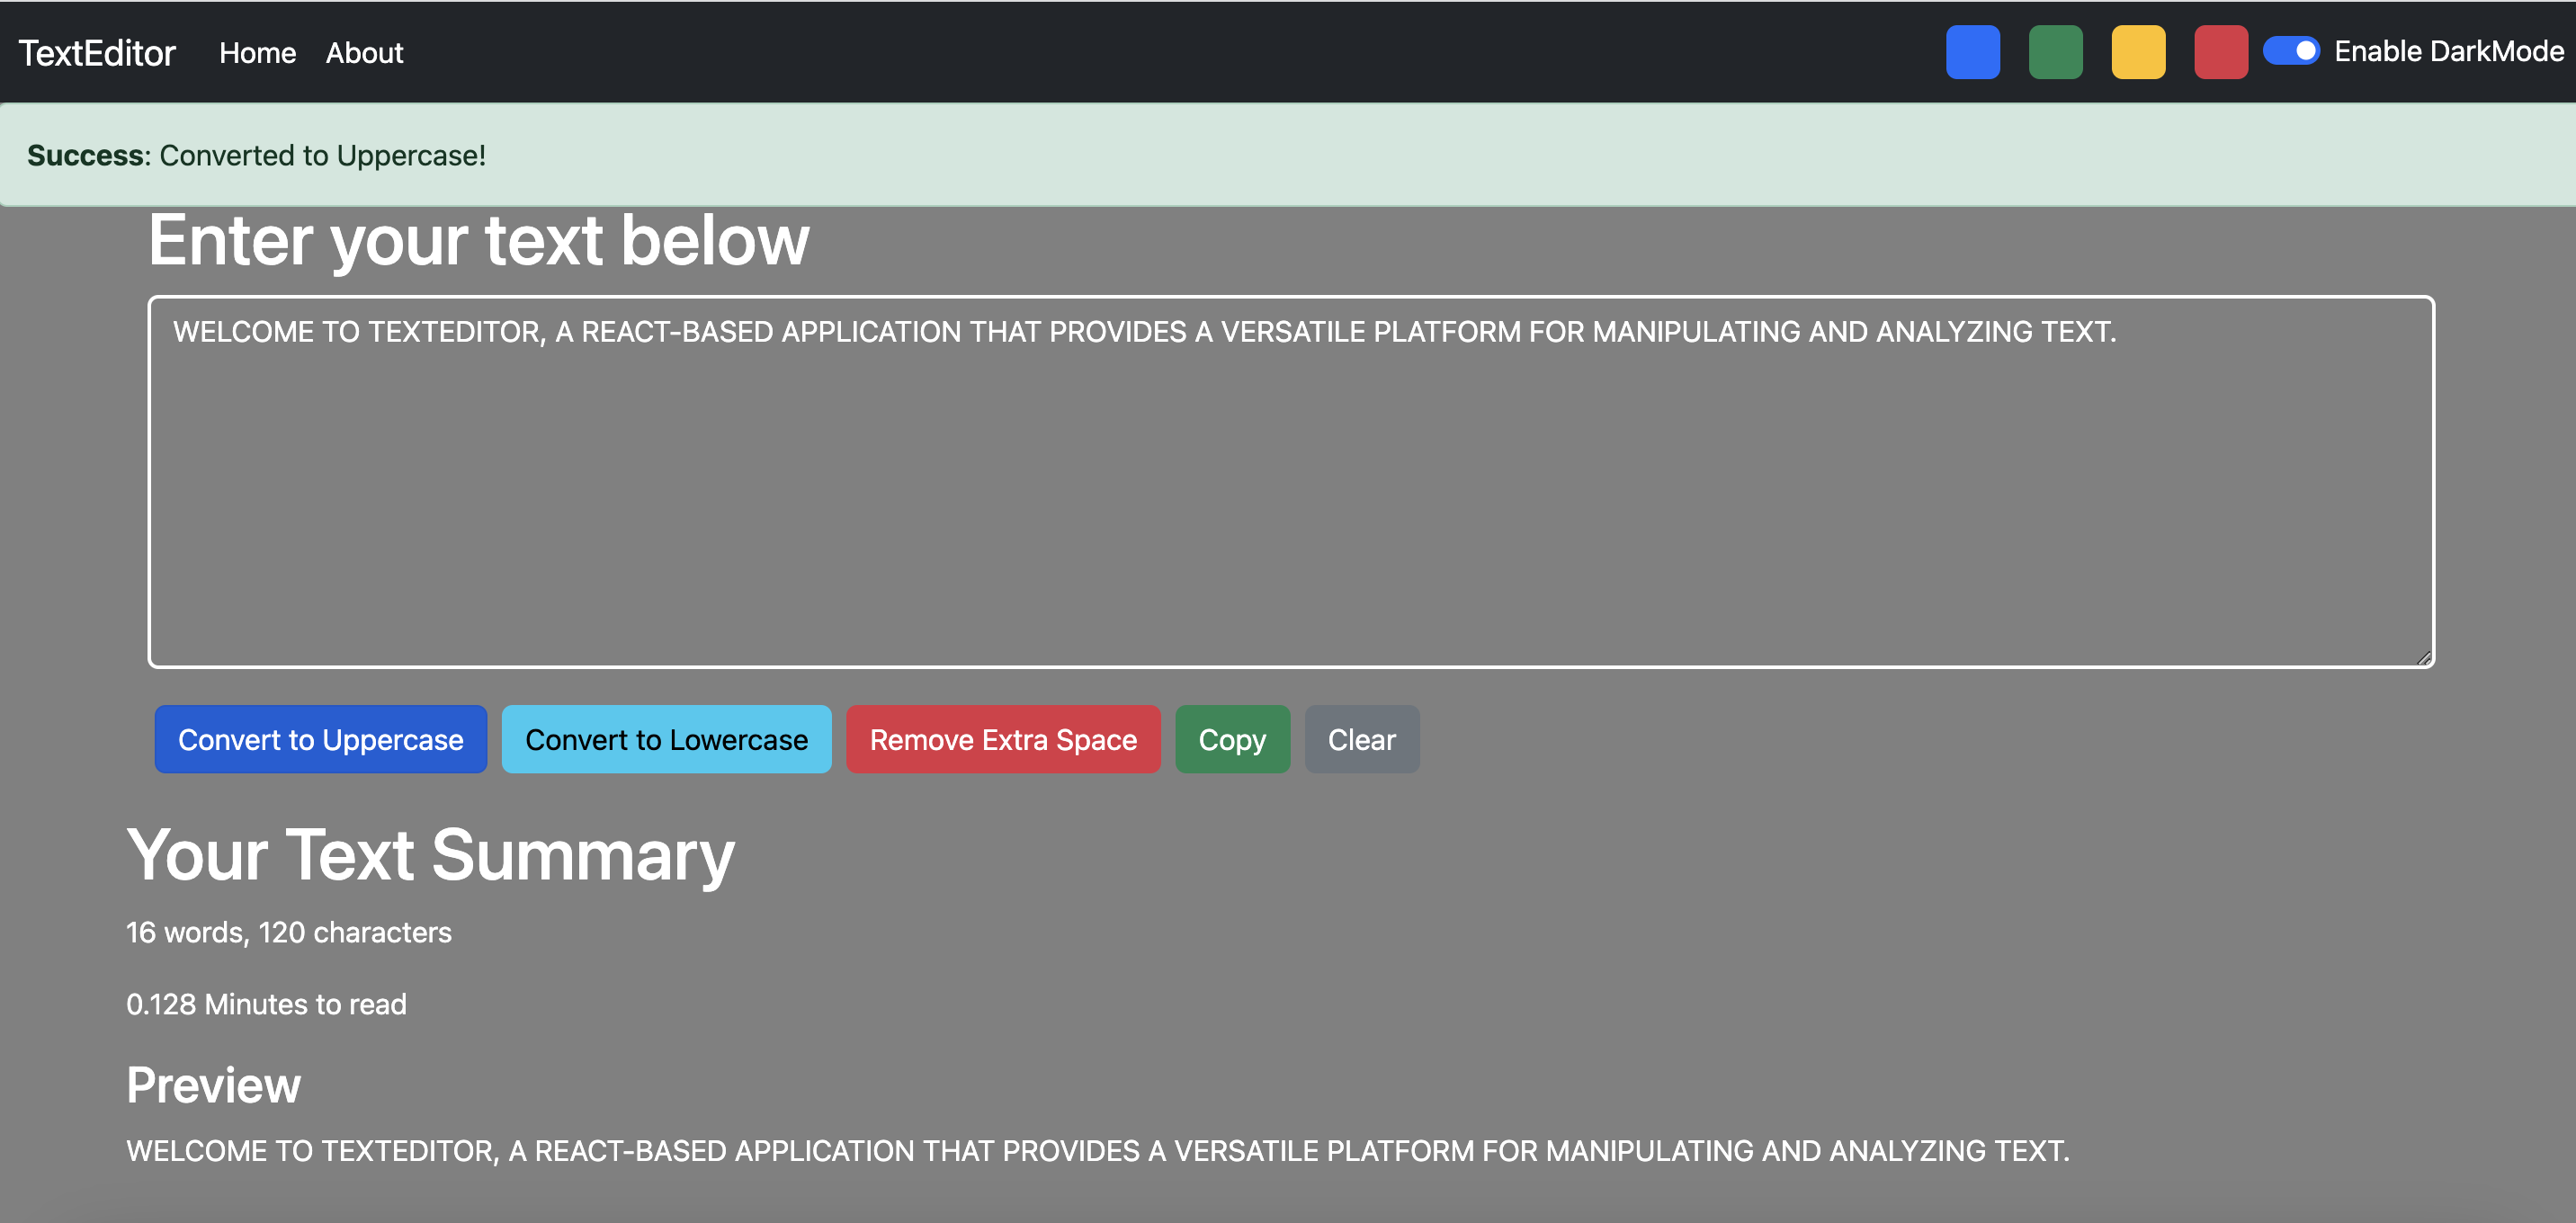 TextEditor Home About Enable DarkMode
Success: Converted to Uppercase!
Enter your text below
WELCOME TO TEXTEDITOR, A REACT-BASED APPLICATION THAT PROVIDES A VERSATILE PLATFORM FOR MANIPULATING AND ANALYZING TEXT.
Convert to Uppercase Convert to Lowercase Remove Extra Space Copy Clear
Your Text Summary
16 words, 120 characters
0.128 Minutes to read
Preview
WELCOME TO TEXTEDITOR, A REACT-BASED APPLICATION THAT PROVIDES A VERSATILE PLATFORM FOR MANIPULATING AND ANALYZING TEXT.